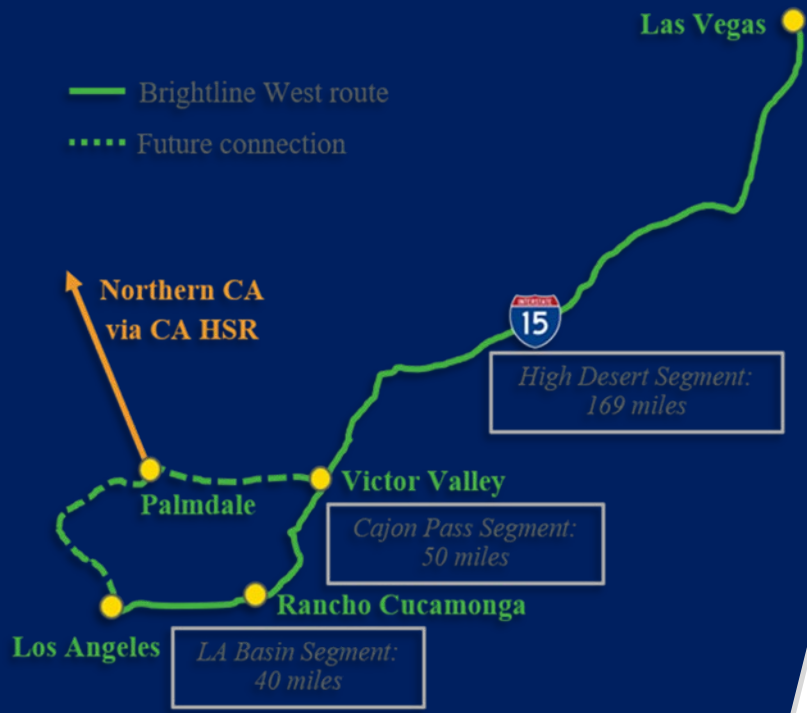 Las Vegas
Brightline West route
Future connection
Northern CA
via CA HSR
INTERSTATE
15
High Desert Segment:
169 miles
Palmdale
Victor Valley
Cajon Pass Segment:
50 miles
Rancho Cucamonga
Los Angeles
LA Basin Segment:
40 miles